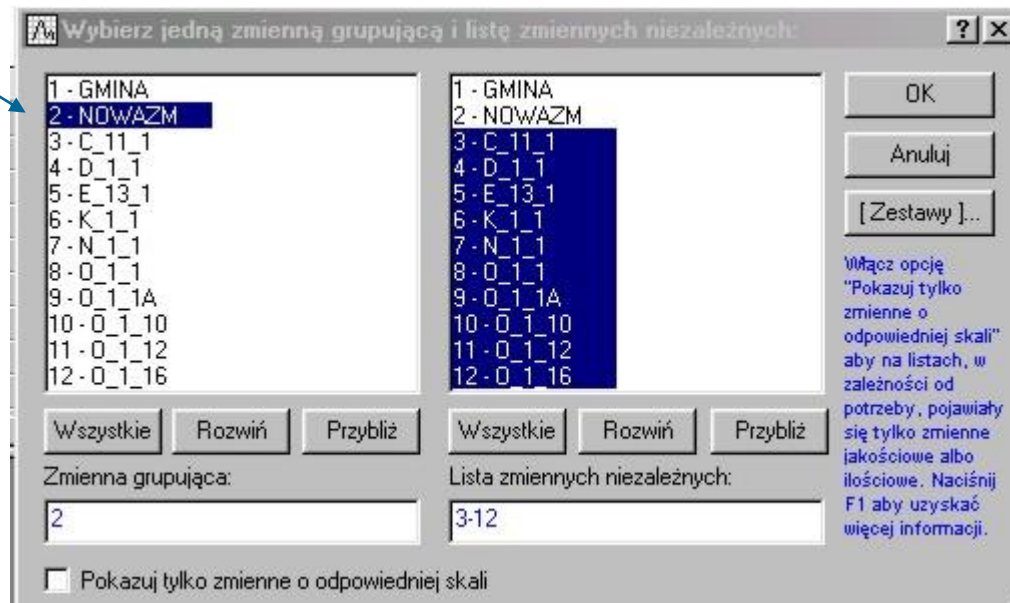 Wybierz jedną zmienną grupującą i listę zmiennych niezależnych:
1 - GMINA
2 - NOWAZM
3 - C_11_1
4 - D_1_1
5 - E_13_1
6 - K_1_1
7 - N_1_1
8 - O_1_1
9 - O_1_1A
10 - O_1_10
11 - O_1_12
12 - O_1_16
Wszystkie Rozwiń Przybliż
Zmienna grupująca:
2
1 - GMINA
2 - NOWAZM
3 - C_11_1
4 - D_1_1
5 - E_13_1
6 - K_1_1
7 - N_1_1
8 - O_1_1
9 - O_1_1A
10 - O_1_10
11 - O_1_12
12 - O_1_16
Wszystkie Rozwiń Przybliż
Lista zmiennych niezależnych:
3-12
OK
Anuluj
[ Zestawy ]...
Włącz opcję
"Pokazuj tylko
zmienne o
odpowiedniej skali"
aby na listach, w
zależności od
potrzeby, pojawiały
się tylko zmienne
jakościowe albo
ilościowe. Naciśnij
F1 aby uzyskać
więcej informacji.
Pokazuj tylko zmienne o odpowiedniej skali